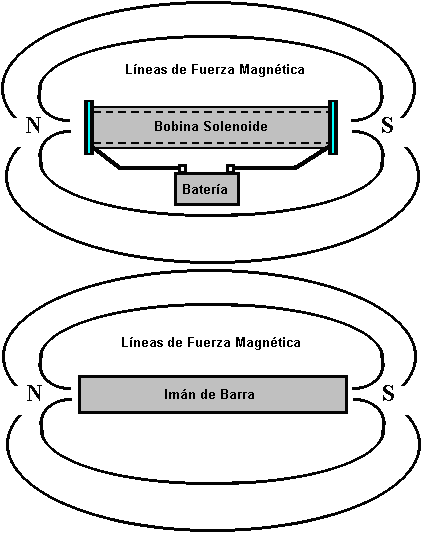 Líneas de Fuerza Magnética
N
Bobina Solenoide
S
Batería
Líneas de Fuerza Magnética
N
Imán de Barra
S